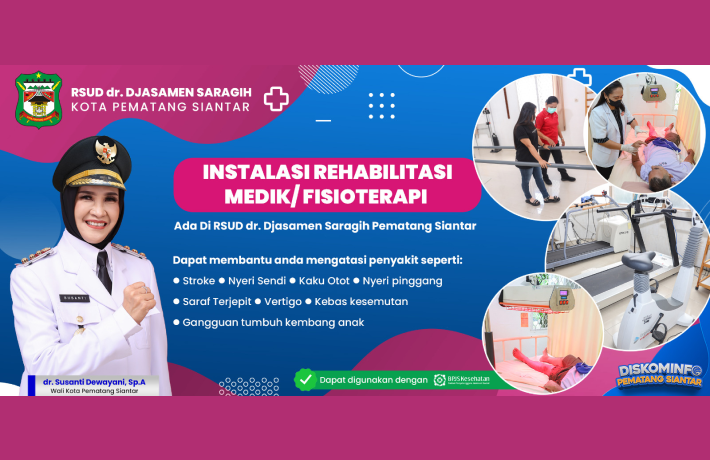 RSUD dr. DJASAMEN SARAGIH
KOTA PEMATANG SIANTAR
INSTALASI REHABILITASI
MEDIK/ FISIOTERAPI
Ada Di RSUD dr. Djasamen Saragih Pematang Siantar
Dapat membantu anda mengatasi penyakit seperti:
● Stroke ● Nyeri Sendi ● Kaku Otot ● Nyeri pinggang
● Saraf Terjepit ● Vertigo ● Kebas kesemutan
● Gangguan tumbuh kembang anak
SUSANTI
dr. Susanti Dewayani, Sp.A
Wali Kota Pematang Siantar
Dapat digunakan dengan
BPJS Kesehatan
DISKOMINFO
PEMATANG SIANTAR